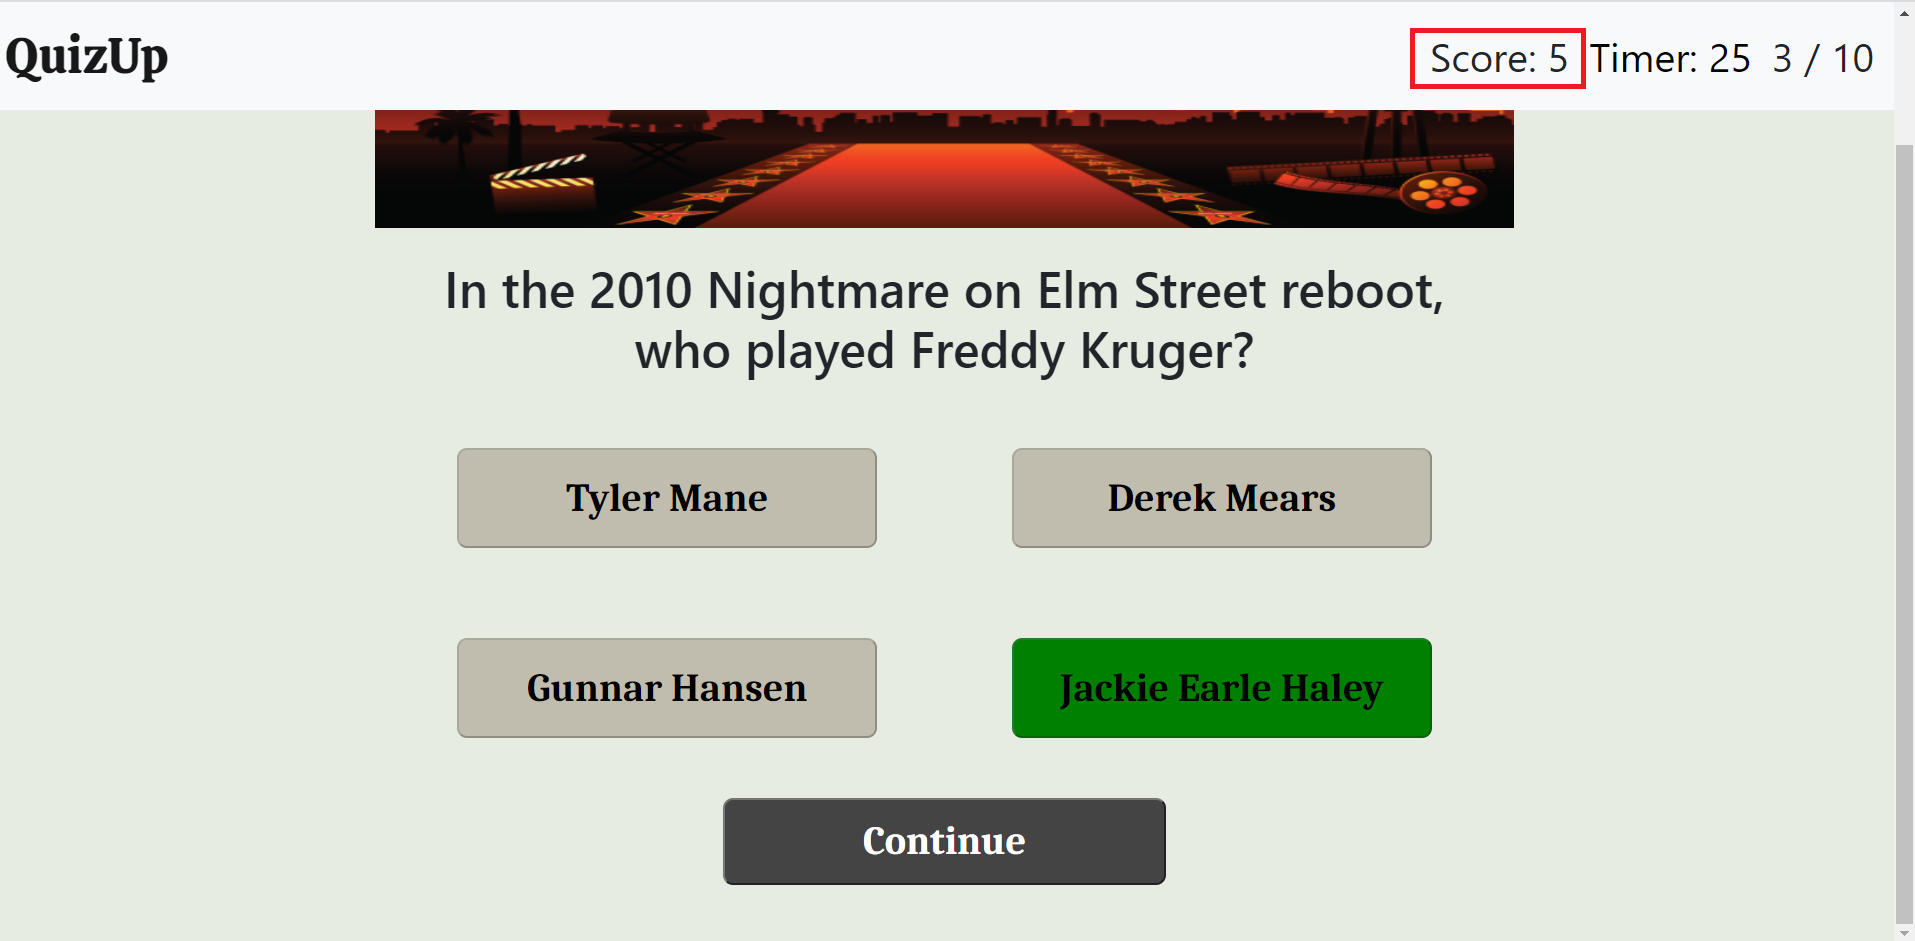 QuizUp
Score: 5 Timer: 25 3 / 10
In the 2010 Nightmare on Elm Street reboot,
who played Freddy Kruger?
Tyler Mane
Derek Mears
Gunnar Hansen
Jackie Earle Haley
Continue